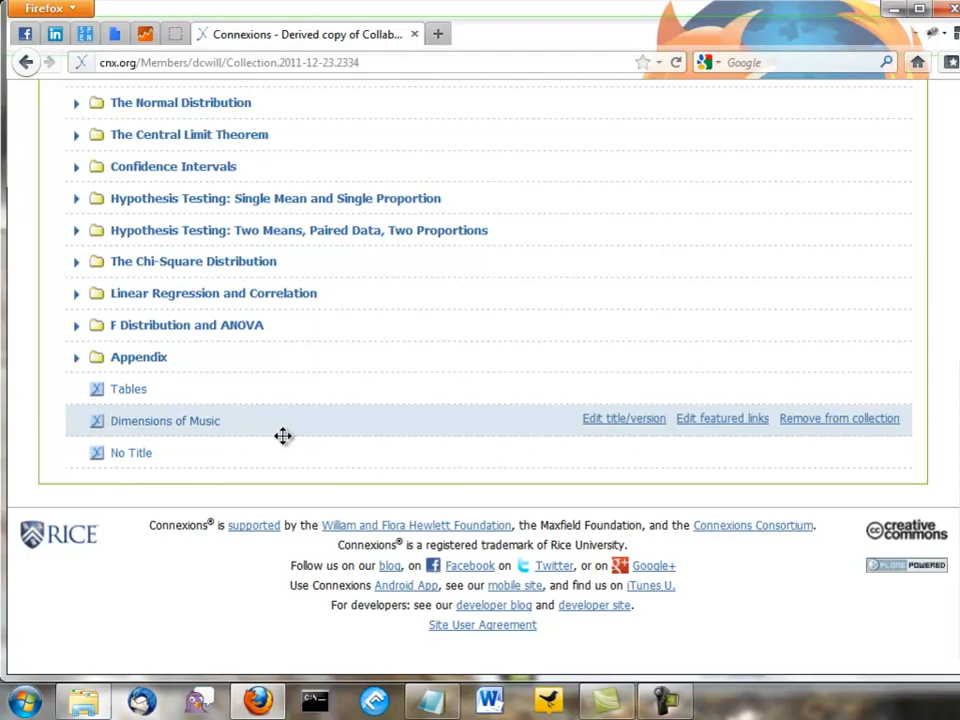 Firefox
Connexions - Derived copy of Collab...
cnx.org/Members/dcwill/Collection.2011-12-23.2334
Google
The Normal Distribution
The Central Limit Theorem
Confidence Intervals
Hypothesis Testing: Single Mean and Single Proportion
Hypothesis Testing: Two Means, Paired Data, Two Proportions
The Chi-Square Distribution
Linear Regression and Correlation
F Distribution and ANOVA
Appendix
Tables
Dimensions of Music Edit title/version Edit featured links Remove from collection
No Title
RICE
Connexions® is supported by the William and Flora Hewlett Foundation, the Maxfield Foundation, and the Connexions Consortium.
Connexions® is a registered trademark of Rice University.
Follow us on our blog, on Facebook on Twitter, or on Google+
Use Connexions Android App, see our mobile site, and find us on iTunes U.
For developers: see our developer blog and developer site.
Site User Agreement
creative commons
PLONE POWERED